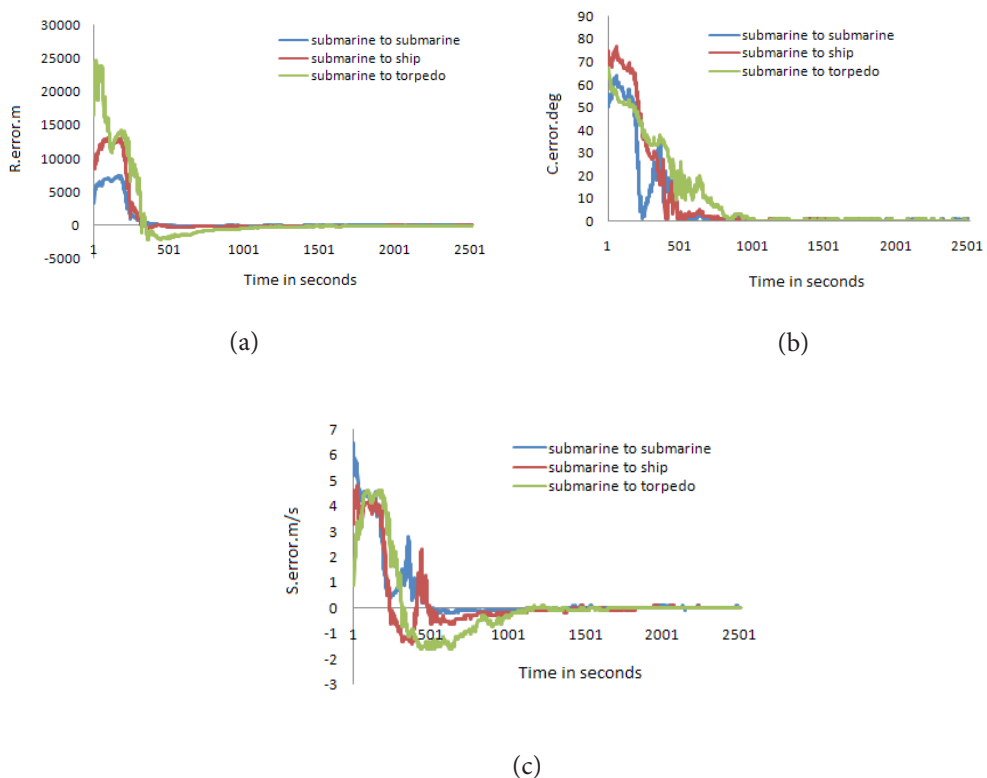 30000
25000
20000
15000
10000
5000
0
-5000
R.error.m
submarine to submarine
submarine to ship
submarine to torpedo
1 501 1001 1501 2001 2501
Time in seconds
(a)
90
80
70
60
50
40
30
20
10
0
C.error.deg
submarine to submarine
submarine to ship
submarine to torpedo
1 501 1001 1501 2001 2501
Time in seconds
(b)
7
6
5
4
3
2
1
0
-1
-2
-3
S.error.m/s
submarine to submarine
submarine to ship
submarine to torpedo
1 501 1001 1501 2001 2501
Time in seconds
(c)